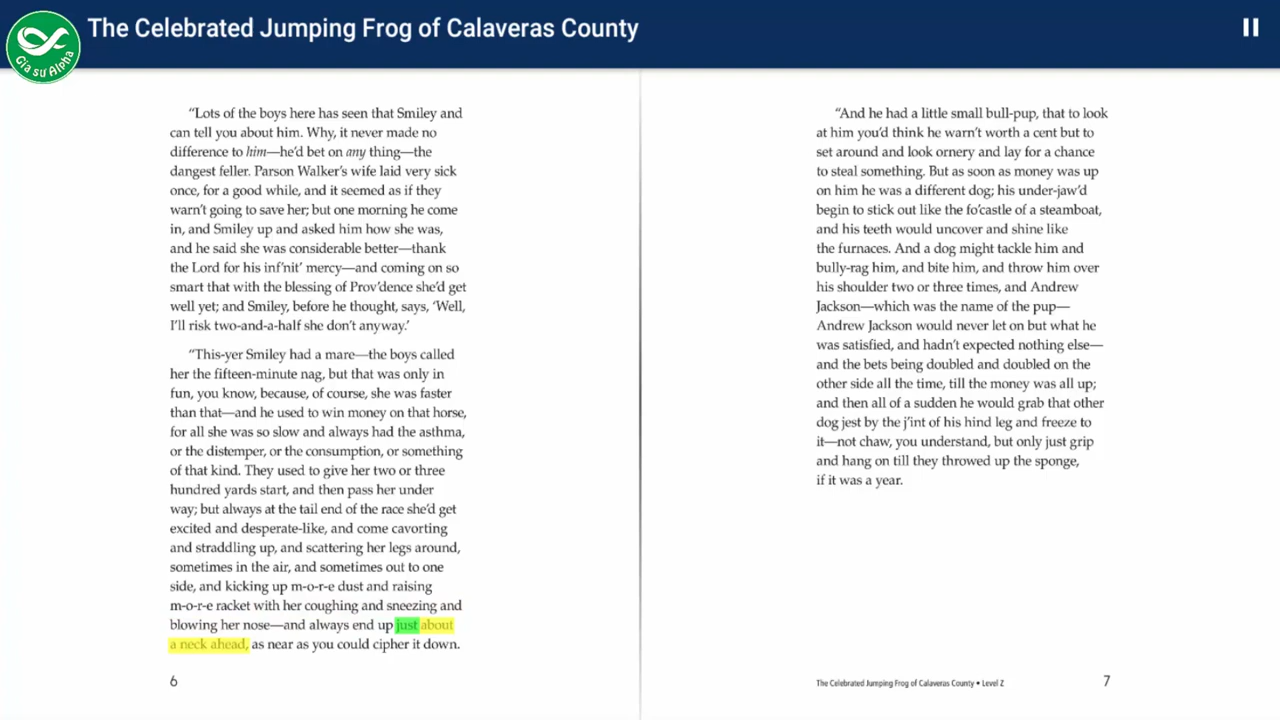 The Celebrated Jumping Frog of Calaveras County
Gia sư Alpha
“Lots of the boys here has seen that Smiley and
can tell you about him. Why, it never made no
difference to him—he’d bet on any thing—the
dangest feller. Parson Walker’s wife laid very sick
once, for a good while, and it seemed as if they
warn’t going to save her; but one morning he come
in, and Smiley up and asked him how she was,
and he said she was considerable better—thank
the Lord for his inf’nit’ mercy—and coming on so
smart that with the blessing of Prov’dence she’d get
well yet; and Smiley, before he thought, says, ‘Well,
I’ll risk two-and-a-half she don’t anyway.’
“This-yer Smiley had a mare—the boys called
her the fifteen-minute nag, but that was only in
fun, you know, because, of course, she was faster
than that—and he used to win money on that horse,
for all she was so slow and always had the asthma,
or the distemper, or the consumption, or something
of that kind. They used to give her two or three
hundred yards start, and then pass her under
way; but always at the tail end of the race she’d get
excited and desperate-like, and come cavorting
and straddling up, and scattering her legs around,
sometimes in the air, and sometimes out to one
side, and kicking up m-o-r-e dust and raising
m-o-r-e racket with her coughing and sneezing and
blowing her nose—and always end up just about
a neck ahead, as near as you could cipher it down.
6
“And he had a little small bull-pup, that to look
at him you’d think he warn’t worth a cent but to
set around and look ornery and lay for a chance
to steal something. But as soon as money was up
on him he was a different dog; his under-jaw’d
begin to stick out like the fo’castle of a steamboat,
and his teeth would uncover and shine like
the furnaces. And a dog might tackle him and
bully-rag him, and bite him, and throw him over
his shoulder two or three times, and Andrew
Jackson—which was the name of the pup—
Andrew Jackson would never let on but what he
was satisfied, and hadn’t expected nothing else—
and the bets being doubled and doubled on the
other side all the time, till the money was all up;
and then all of a sudden he would grab that other
dog jest by the j’int of his hind leg and freeze to
it—not chaw, you understand, but only just grip
and hang on till they throwed up the sponge,
if it was a year.
The Celebrated Jumping Frog of Calaveras County • Level Z
7